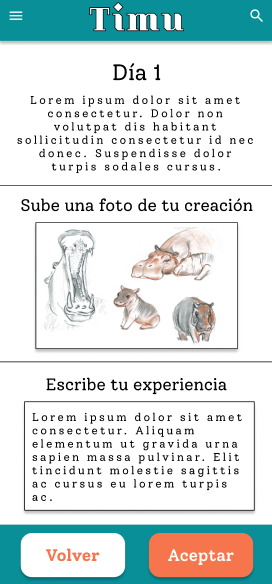 Timu
Día 1
Lorem ipsum dolor sit amet
consectetur. Dolor non
volutpat dis habitant
sollicitudin consectetur id nec
donec. Suspendisse dolor
turpis sodales cursus.
Sube una foto de tu creación
Escribe tu experiencia
Lorem ipsum dolor sit amet
consectetur. Aliquam
elementum ut gravida urna
sapien massa pulvinar. Elit
tincidunt molestie sagittis
ac cursus eu lorem turpis
ac.
Volver
Aceptar